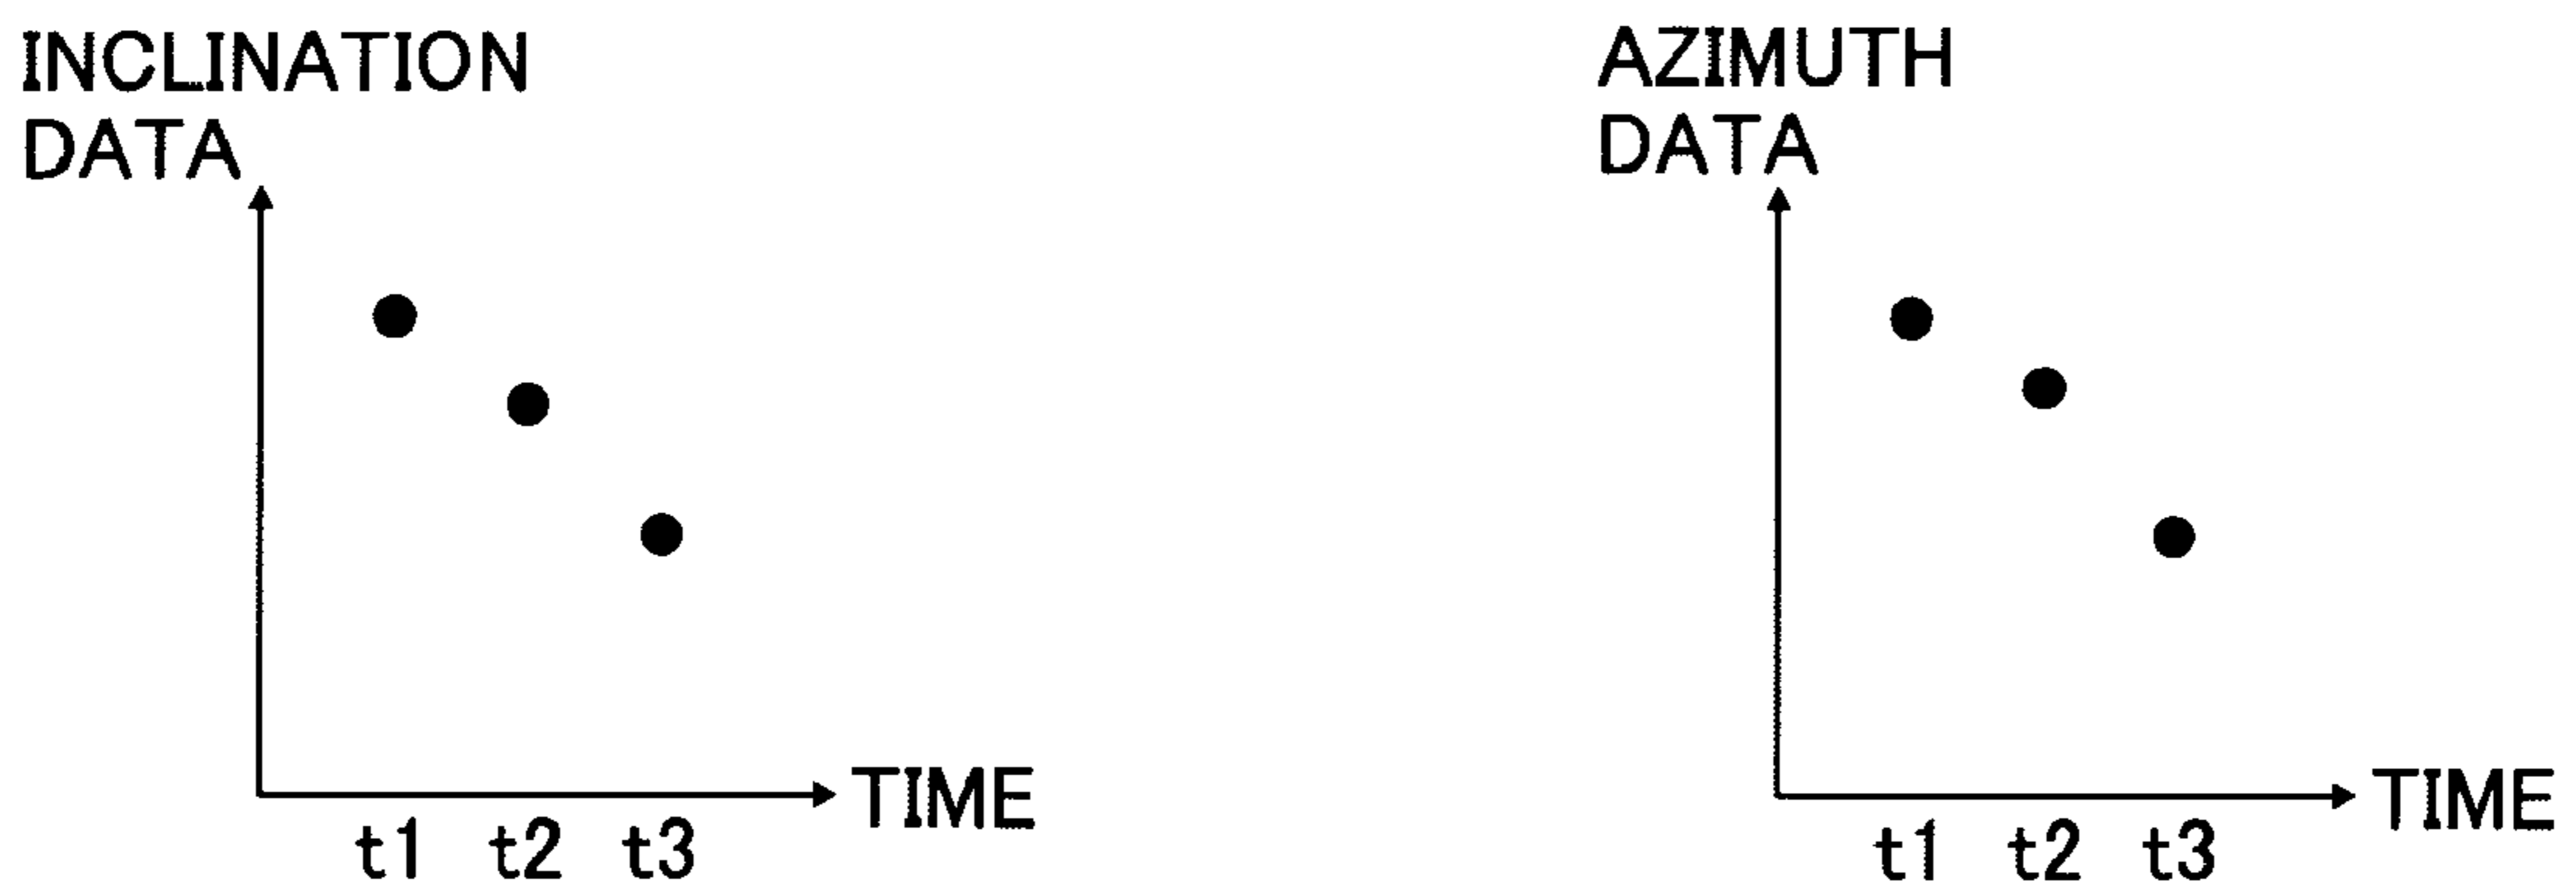 INCLINATION
DATA
TIME
t1 t2 t3
AZIMUTH
DATA
TIME
t1 t2 t3